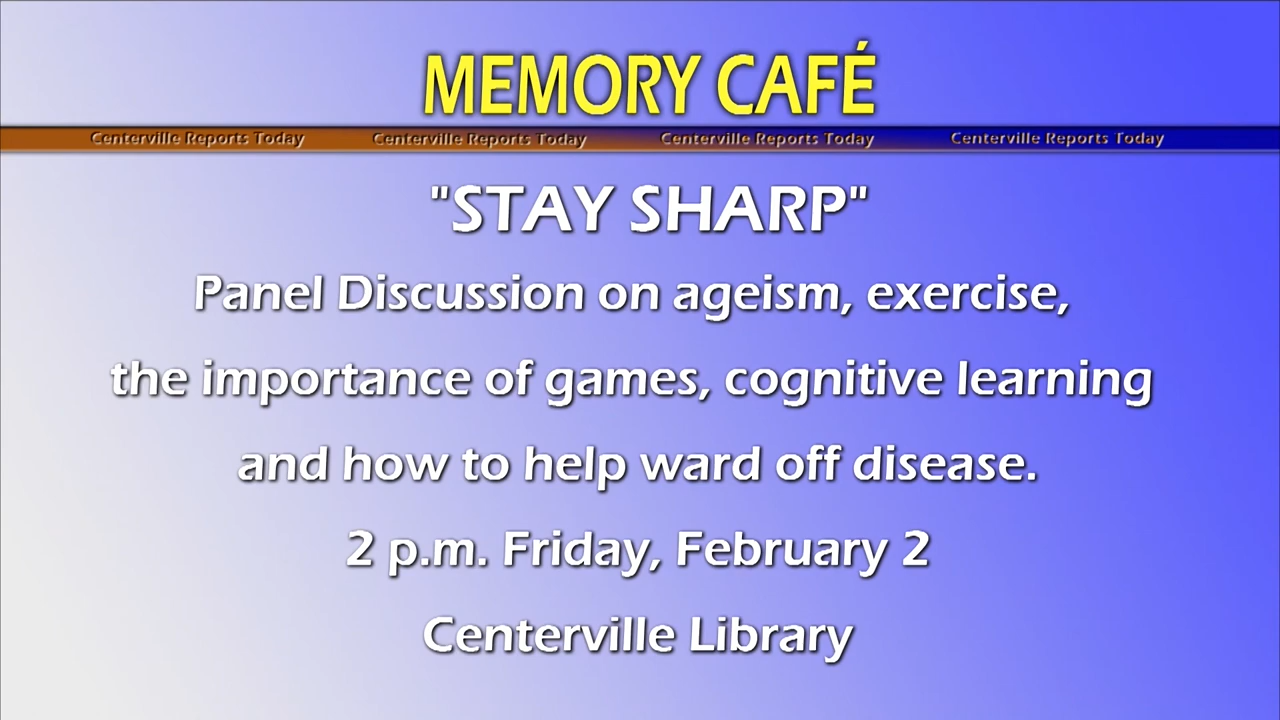 MEMORY CAFÉ
Centerville Reports Today Centerville Reports Today Centerville Reports Today Centerville Reports Today
"STAY SHARP"
Panel Discussion on ageism, exercise,
the importance of games, cognitive learning
and how to help ward off disease.
2 p.m. Friday, February 2
Centerville Library